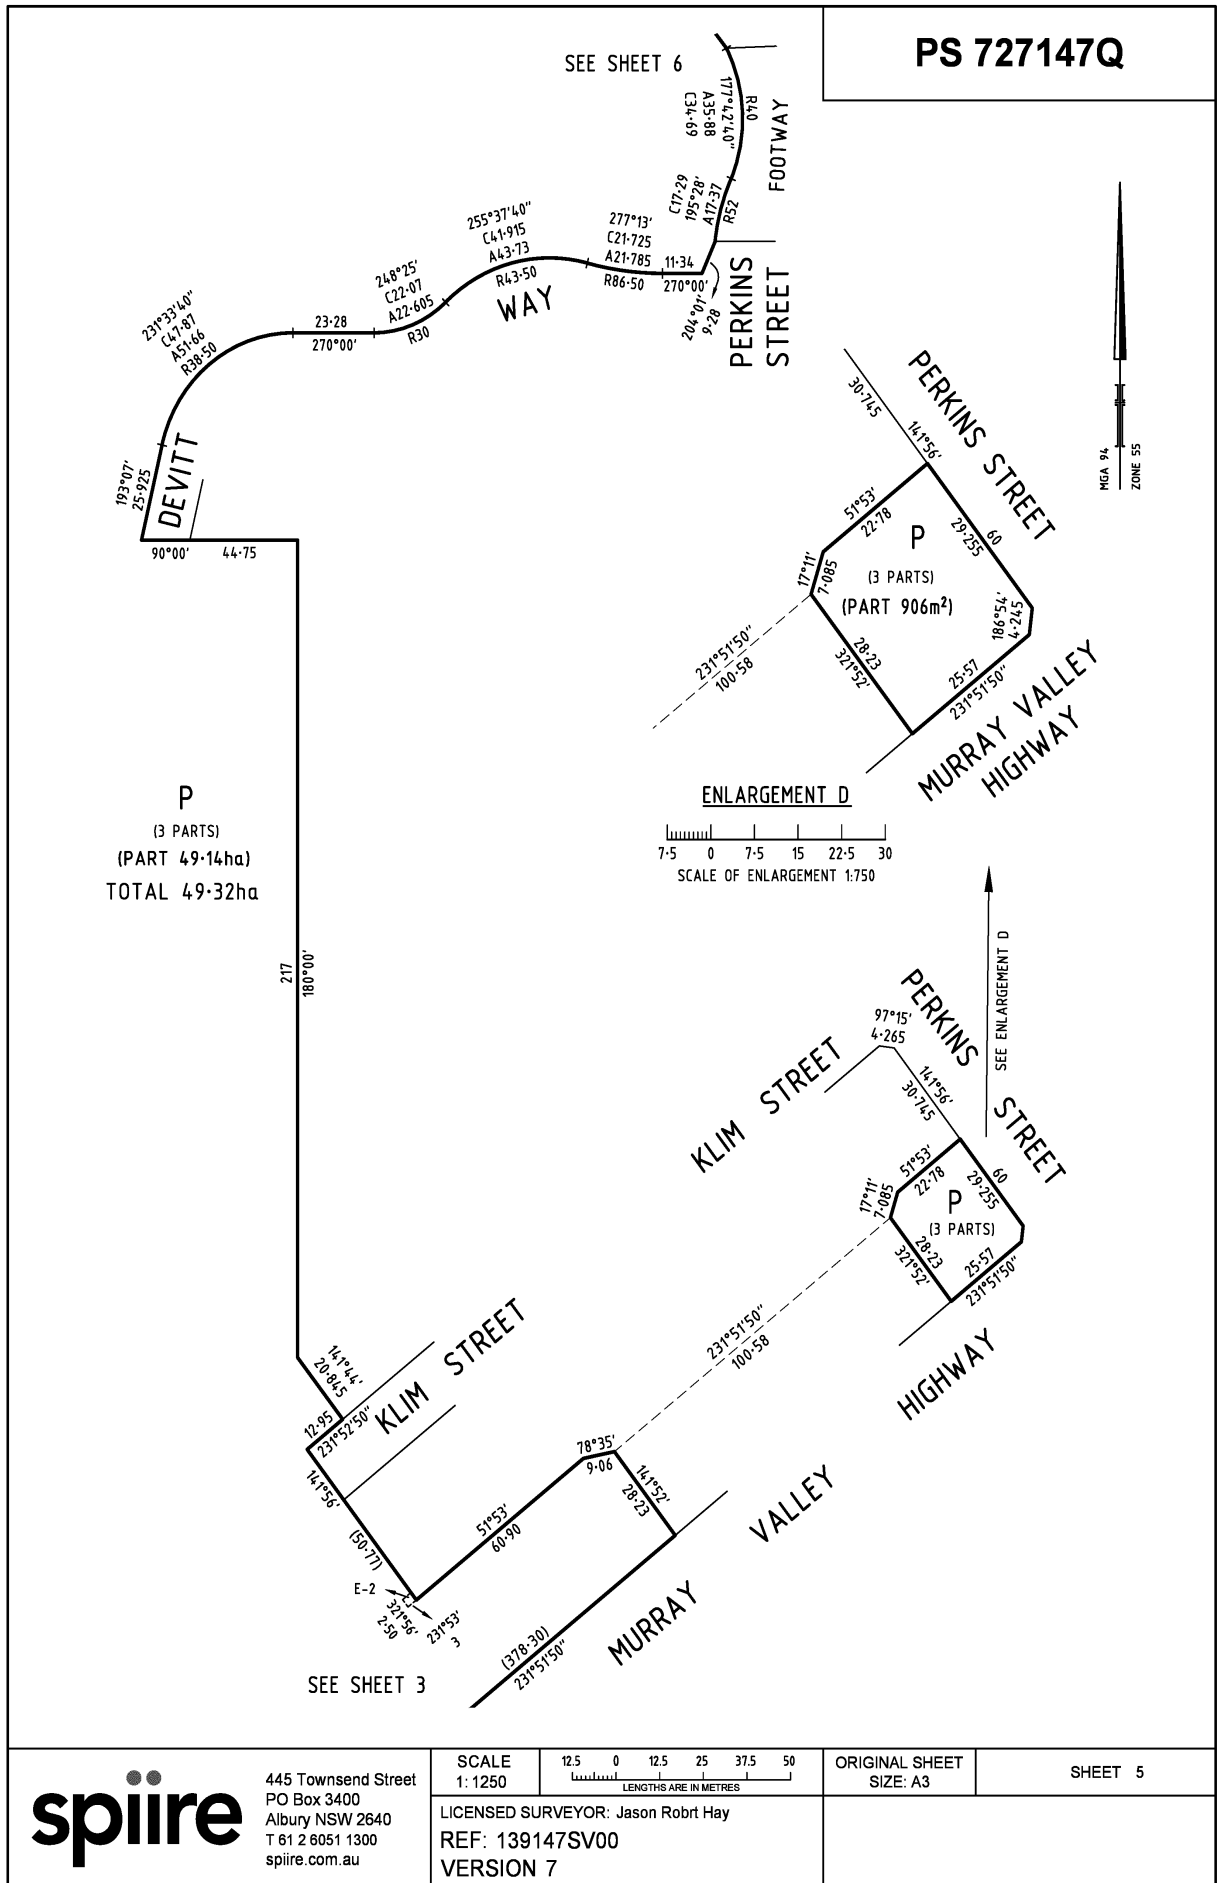 PS 727147Q
SEE SHEET 6
R40
177°42'40"
A35·88
C34·69
FOOTWAY
C17·29
195°28'
A17·37
R52
255°37'40"
C41·915
A43·73
R43·50
277°13'
C21·725
A21·785
R86·50
11·34
270°00'
204°01'
9·28
PERKINS
STREET
WAY
248°25'
C22·07
A22·605
R30
231°33'40"
C47·87
A51·66
R38·50
23·28
270°00'
193°07'
25·925
DEVITT
90°00'
44·75
MGA 94
ZONE 55
30·745
141°56'
PERKINS STREET
51°53'
22·78
P
(3 PARTS)
(PART 906m²)
60
29·255
17°11'
7·085
186°54'
4·245
28·23
321°52'
25·57
231°51'50"
231°51'50"
100·58
MURRAY VALLEY
HIGHWAY
ENLARGEMENT D
7·5 0 7·5 15 22·5 30
SCALE OF ENLARGEMENT 1:750
P
(3 PARTS)
(PART 49·14ha)
TOTAL 49·32ha
217
180°00'
SEE ENLARGEMENT D
PERKINS
STREET
97°15'
4·265
KLIM STREET
141°56'
30·745
51°53'
22·78
60
29·255
17°11'
7·085
P
(3 PARTS)
28·23
321°52'
25·57
231°51'50"
231°51'50"
100·58
HIGHWAY
141°44'
20·845
KLIM STREET
12·95
231°52'50"
141°56'
(50·77)
78°35'
9·06
141°52'
28·23
51°53'
60·90
VALLEY
E-2
321°56'
2·50
231°53'
3
MURRAY
(378·30)
231°51'50"
SEE SHEET 3
spiire
445 Townsend Street
PO Box 3400
Albury NSW 2640
T 61 2 6051 1300
spiire.com.au
SCALE
1: 1250
12.5 0 12.5 25 37.5 50
LENGTHS ARE IN METRES
ORIGINAL SHEET
SIZE: A3
SHEET 5
LICENSED SURVEYOR: Jason Robrt Hay
REF: 139147SV00
VERSION 7